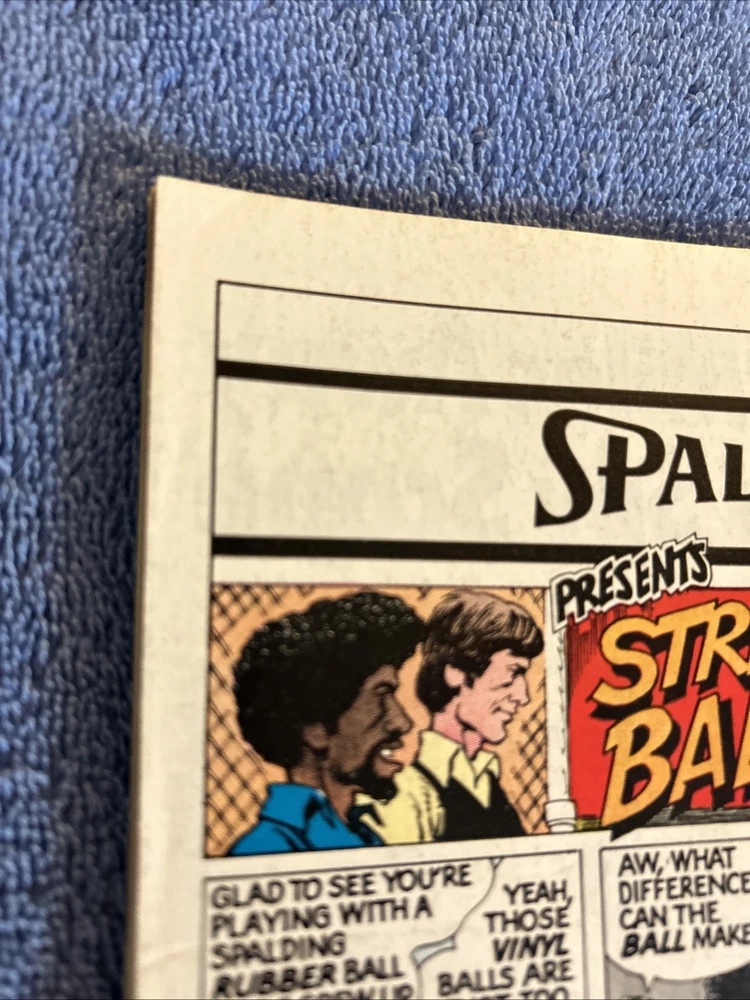 SPAL
PRESENTS
STR
BA
GLAD TO SEE YOU'RE
PLAYING WITH A
SPALDING
RUBBER BALL
YEAH,
THOSE
VINYL
BALLS ARE
TOO
AW, WHAT
DIFFERENCE
CAN THE
BALL MAKE